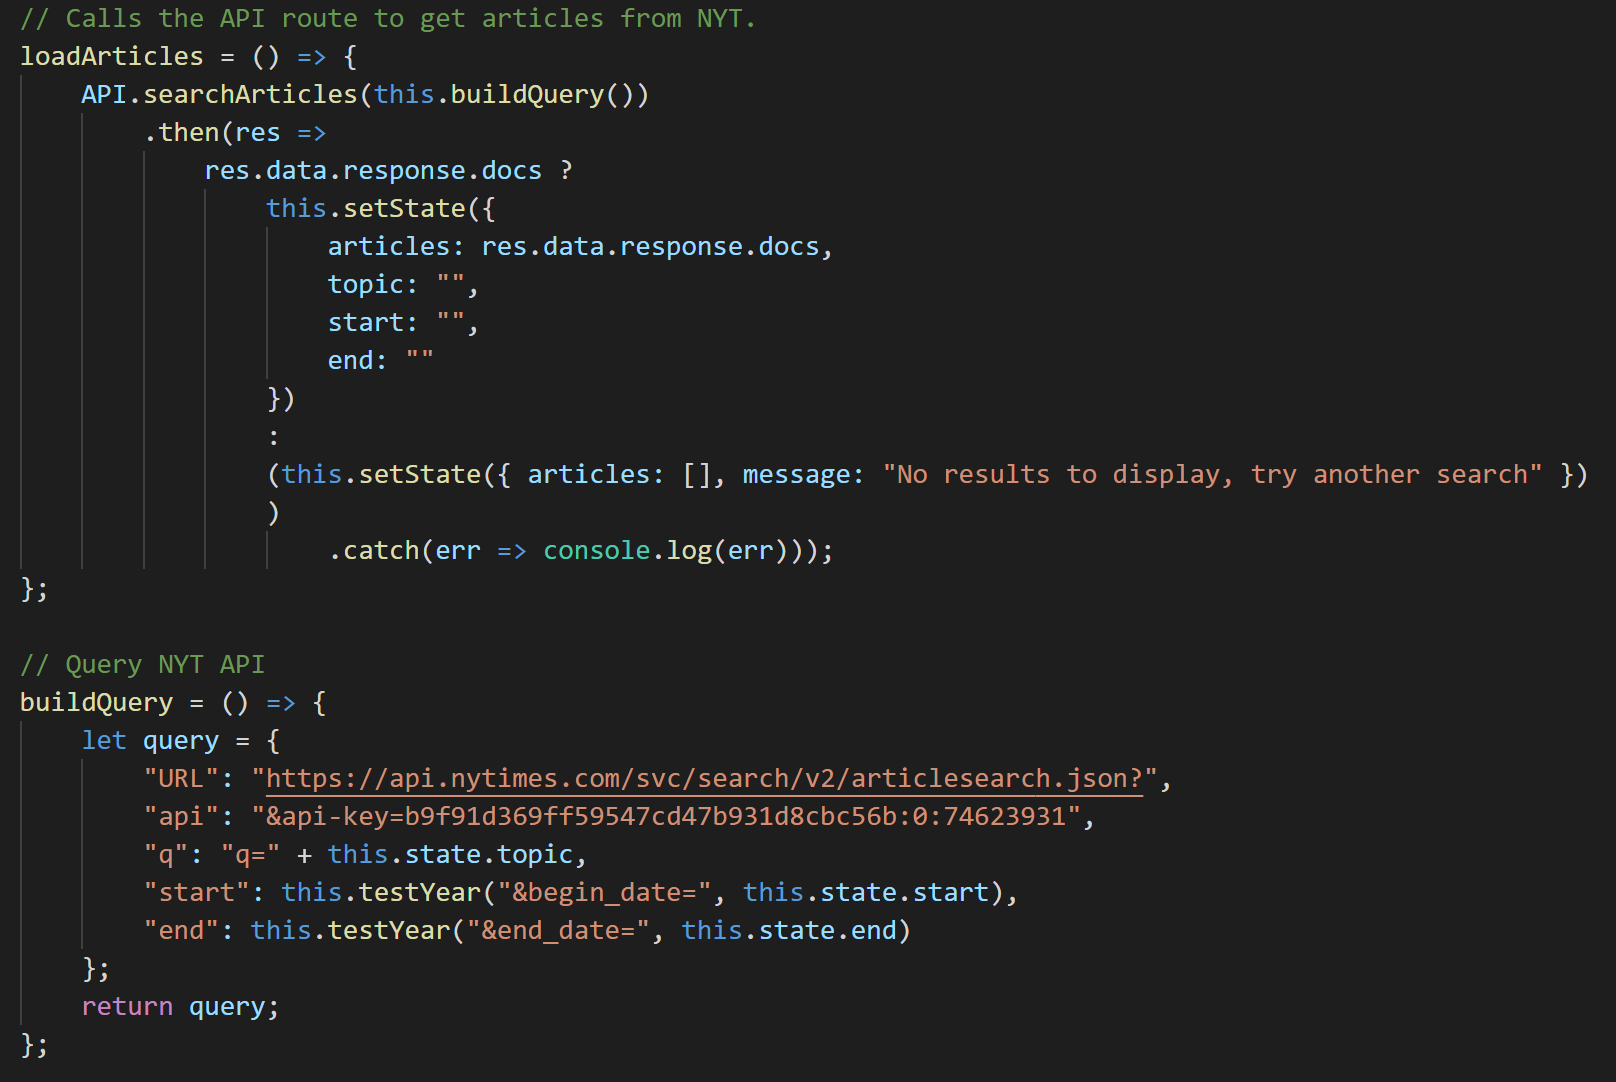 // Calls the API route to get articles from NYT.
loadArticles = () => {
    API.searchArticles(this.buildQuery())
        .then(res =>
            res.data.response.docs ?
                this.setState({
                    articles: res.data.response.docs,
                    topic: "",
                    start: "",
                    end: ""
                })
                :
                (this.setState({ articles: [], message: "No results to display, try another search" })
                )
                    .catch(err => console.log(err)));
};

// Query NYT API
buildQuery = () => {
    let query = {
        "URL": "https://api.nytimes.com/svc/search/v2/articlesearch.json?",
        "api": "&api-key=b9f91d369ff59547cd47b931d8cbc56b:0:74623931",
        "q": "q=" + this.state.topic,
        "start": this.testYear("&begin_date=", this.state.start),
        "end": this.testYear("&end_date=", this.state.end)
    };
    return query;
};